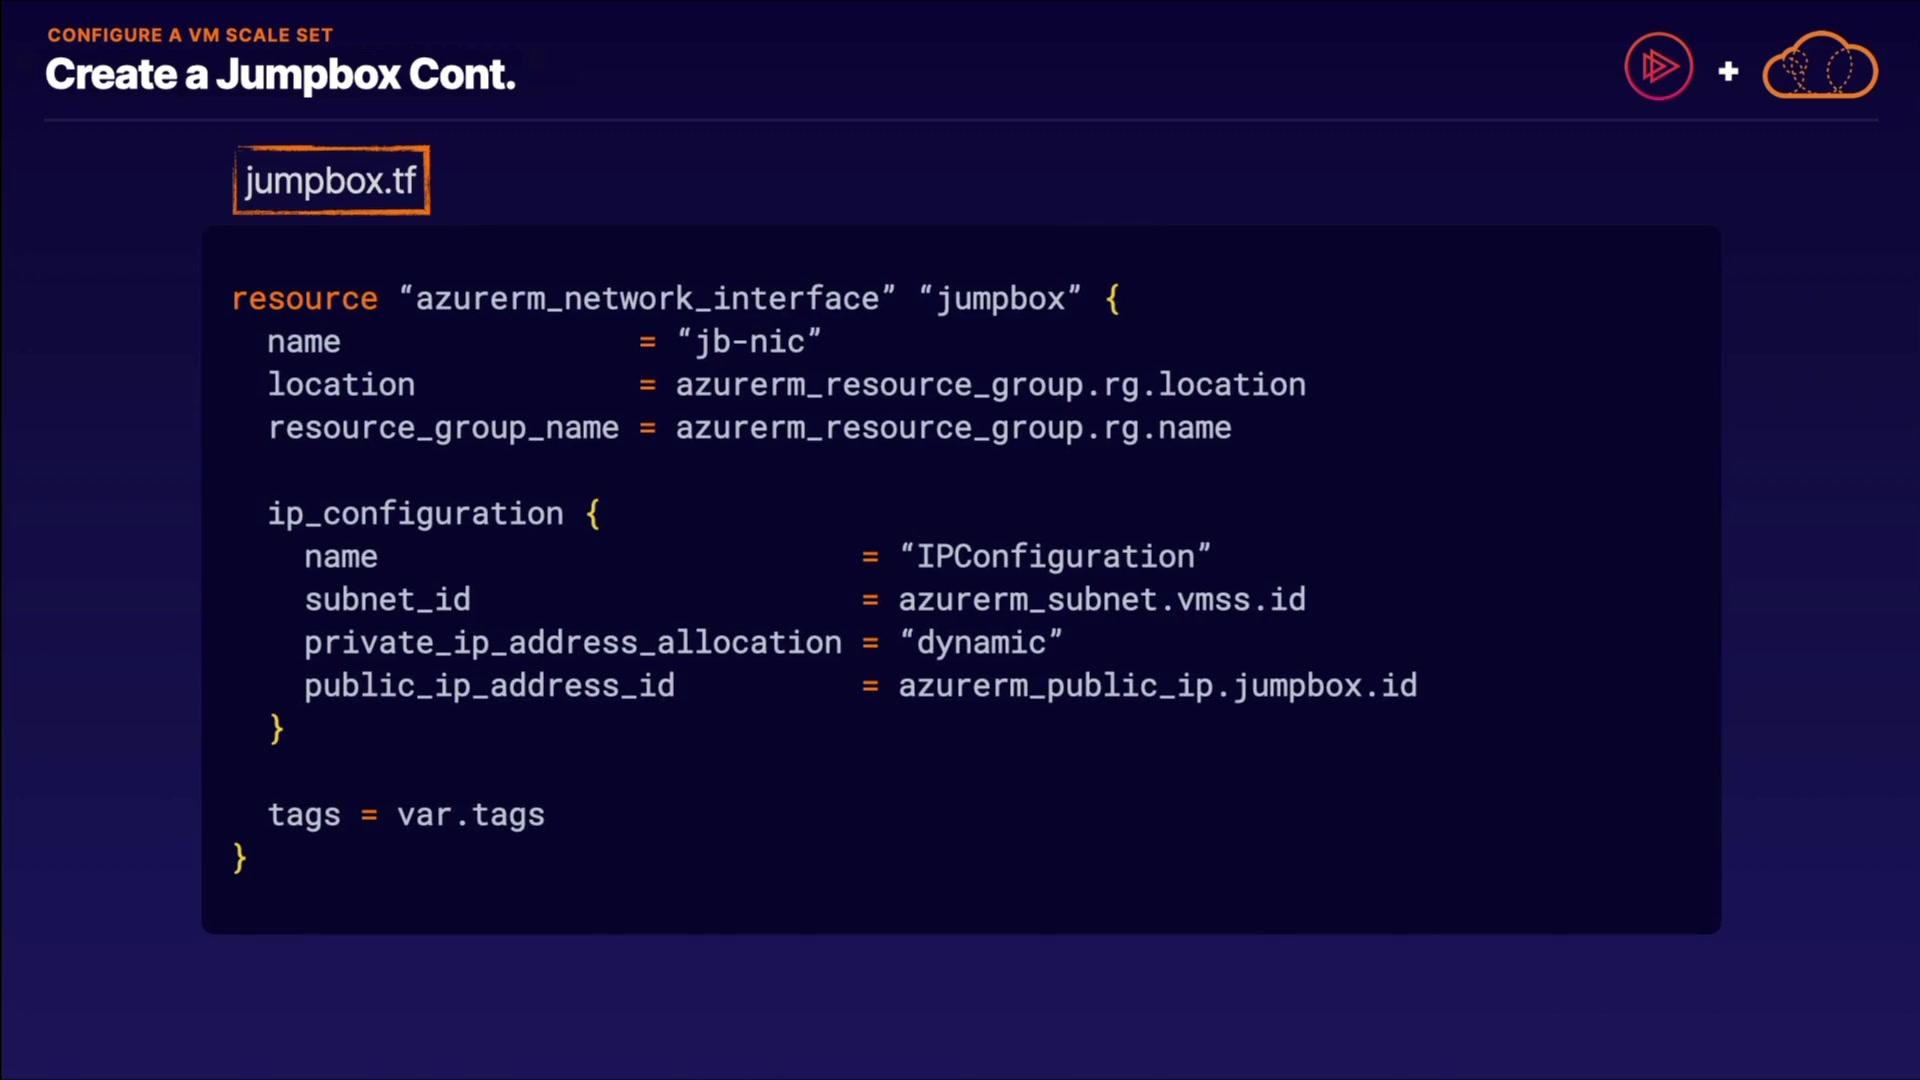 CONFIGURE A VM SCALE SET
Create a Jumpbox Cont.
+
jumpbox.tf
resource “azurerm_network_interface” “jumpbox” {
  name                = “jb-nic”
  location            = azurerm_resource_group.rg.location
  resource_group_name = azurerm_resource_group.rg.name
  ip_configuration {
    name                          = “IPConfiguration”
    subnet_id                     = azurerm_subnet.vmss.id
    private_ip_address_allocation = “dynamic”
    public_ip_address_id          = azurerm_public_ip.jumpbox.id
  }
  tags = var.tags
}